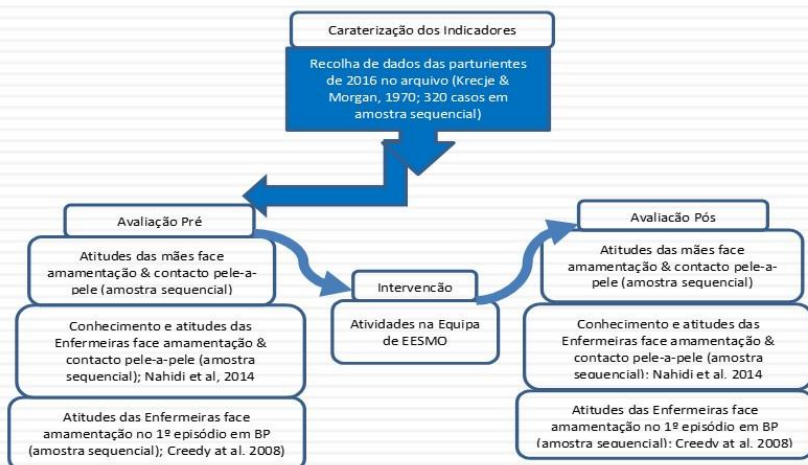 Caraterização dos Indicadores
Recolha de dados das parturientes
de 2016 no arquivo (Krecje &
Morgan, 1970; 320 casos em
amostra sequencial)
Avaliação Pré
Atitudes das mães face
amamentação & contacto pele-a-
pele (amostra sequencial)
Conhecimento e atitudes das
Enfermeiras face amamentação &
contacto pele-a-pele (amostra
sequencial); Nahidi et al, 2014
Atitudes das Enfermeiras face
amamentação no 1º episódio em BP
(amostra sequencial); Creedy at al. 2008)
Intervenção
Atividades na Equipa
de EESMO
Avaliação Pós
Atitudes das mães face
amamentação & contacto pele-a-
pele (amostra sequencial)
Conhecimento e atitudes das
Enfermeiras face amamentação &
contacto pele-a-pele (amostra
sequencial): Nahidi et al. 2014
Atitudes das Enfermeiras face
amamentação no 1º episódio em BP
(amostra sequencial): Creedy at al. 2008)